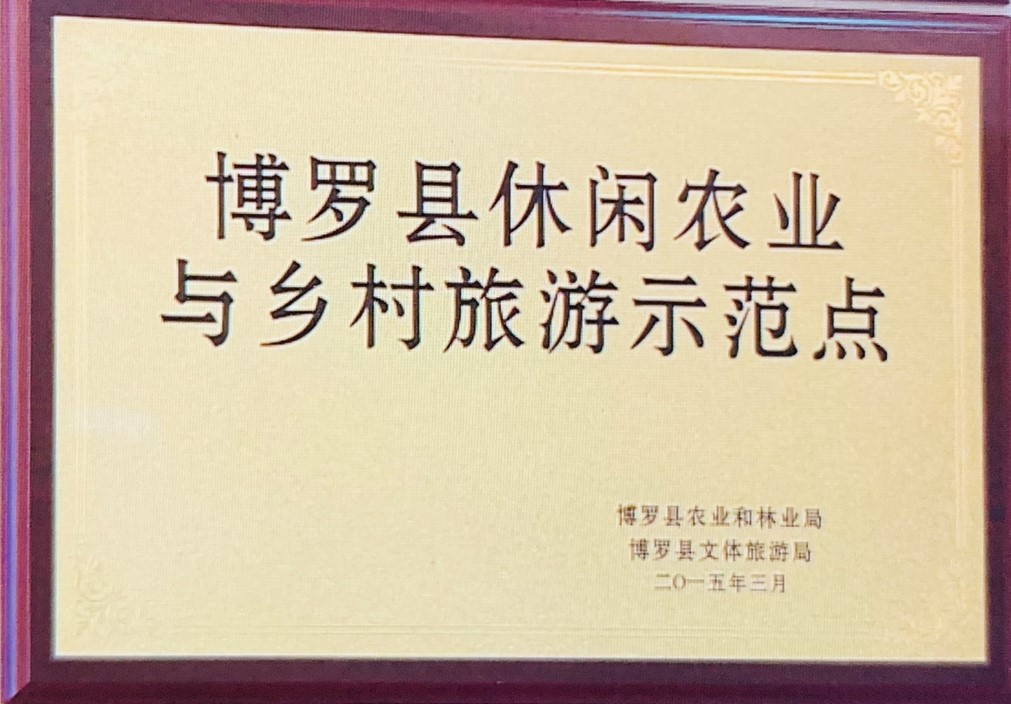 博罗县休闲农业
与乡村旅游示范点
博罗县农业和林业局
博罗县文体旅游局
二〇一五年三月